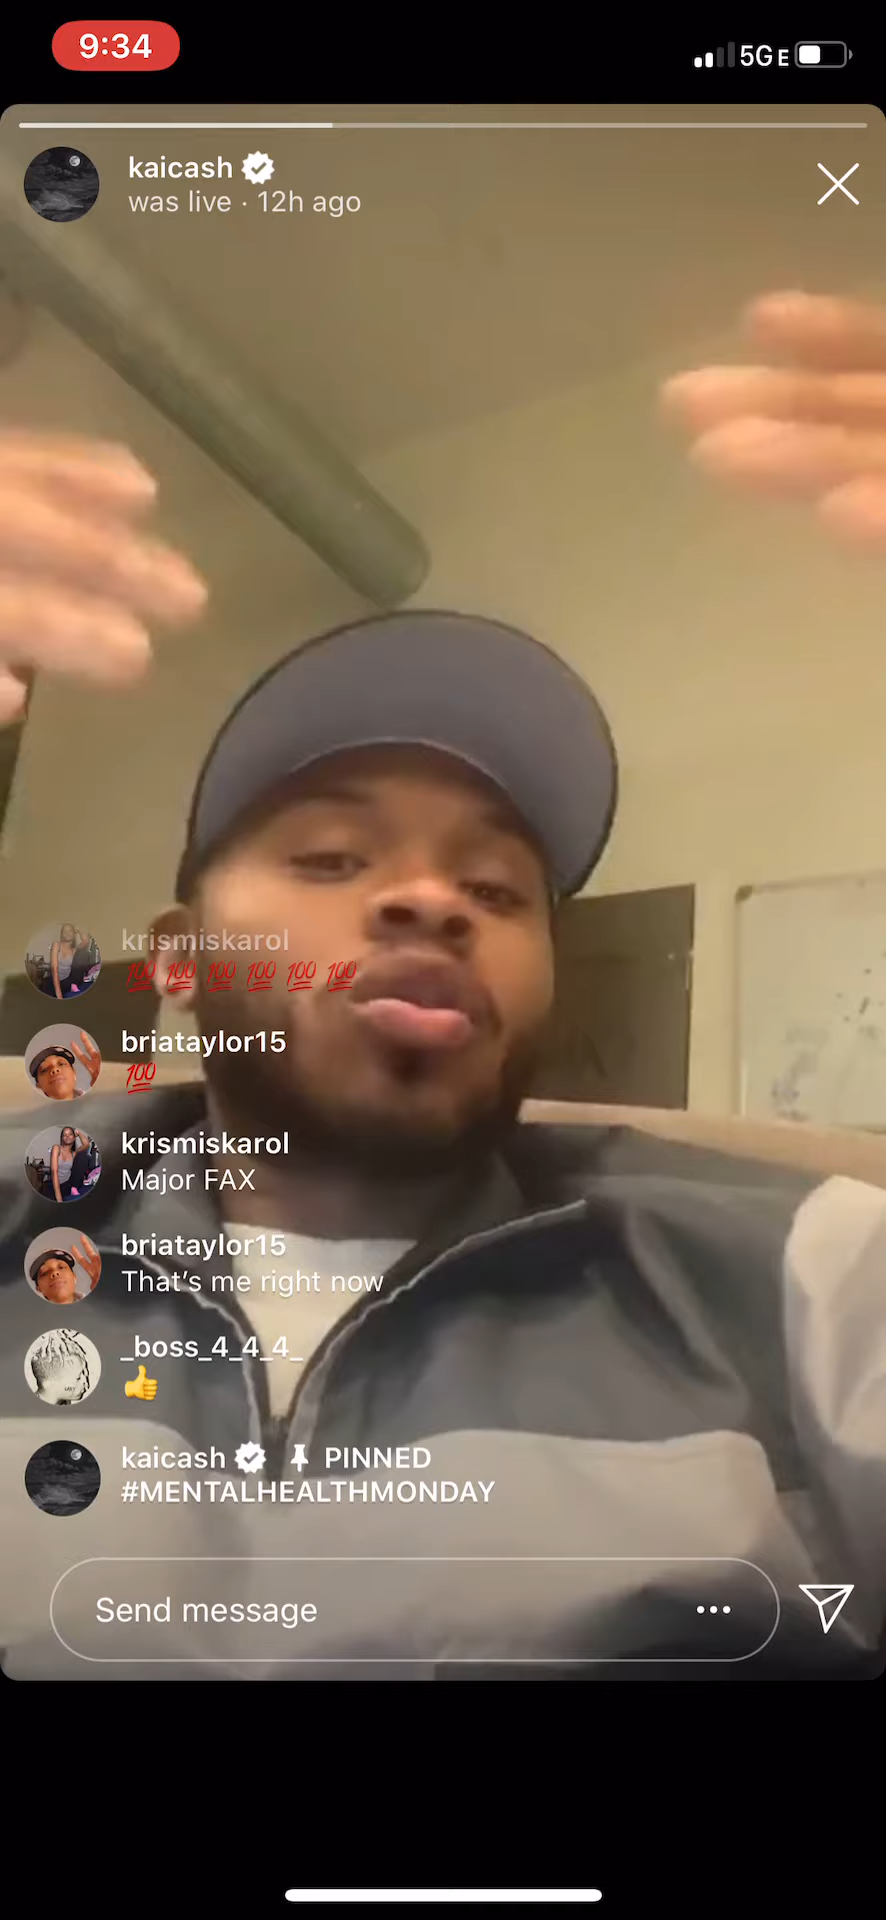 9:34
5GE
kaicash
was live · 12h ago
krismiskarol
💯 💯 💯 💯 💯 💯
briataylor15
💯
krismiskarol
Major FAX
briataylor15
That’s me right now
_boss_4_4_4_
👍
kaicash PINNED
#MENTALHEALTHMONDAY
Send message